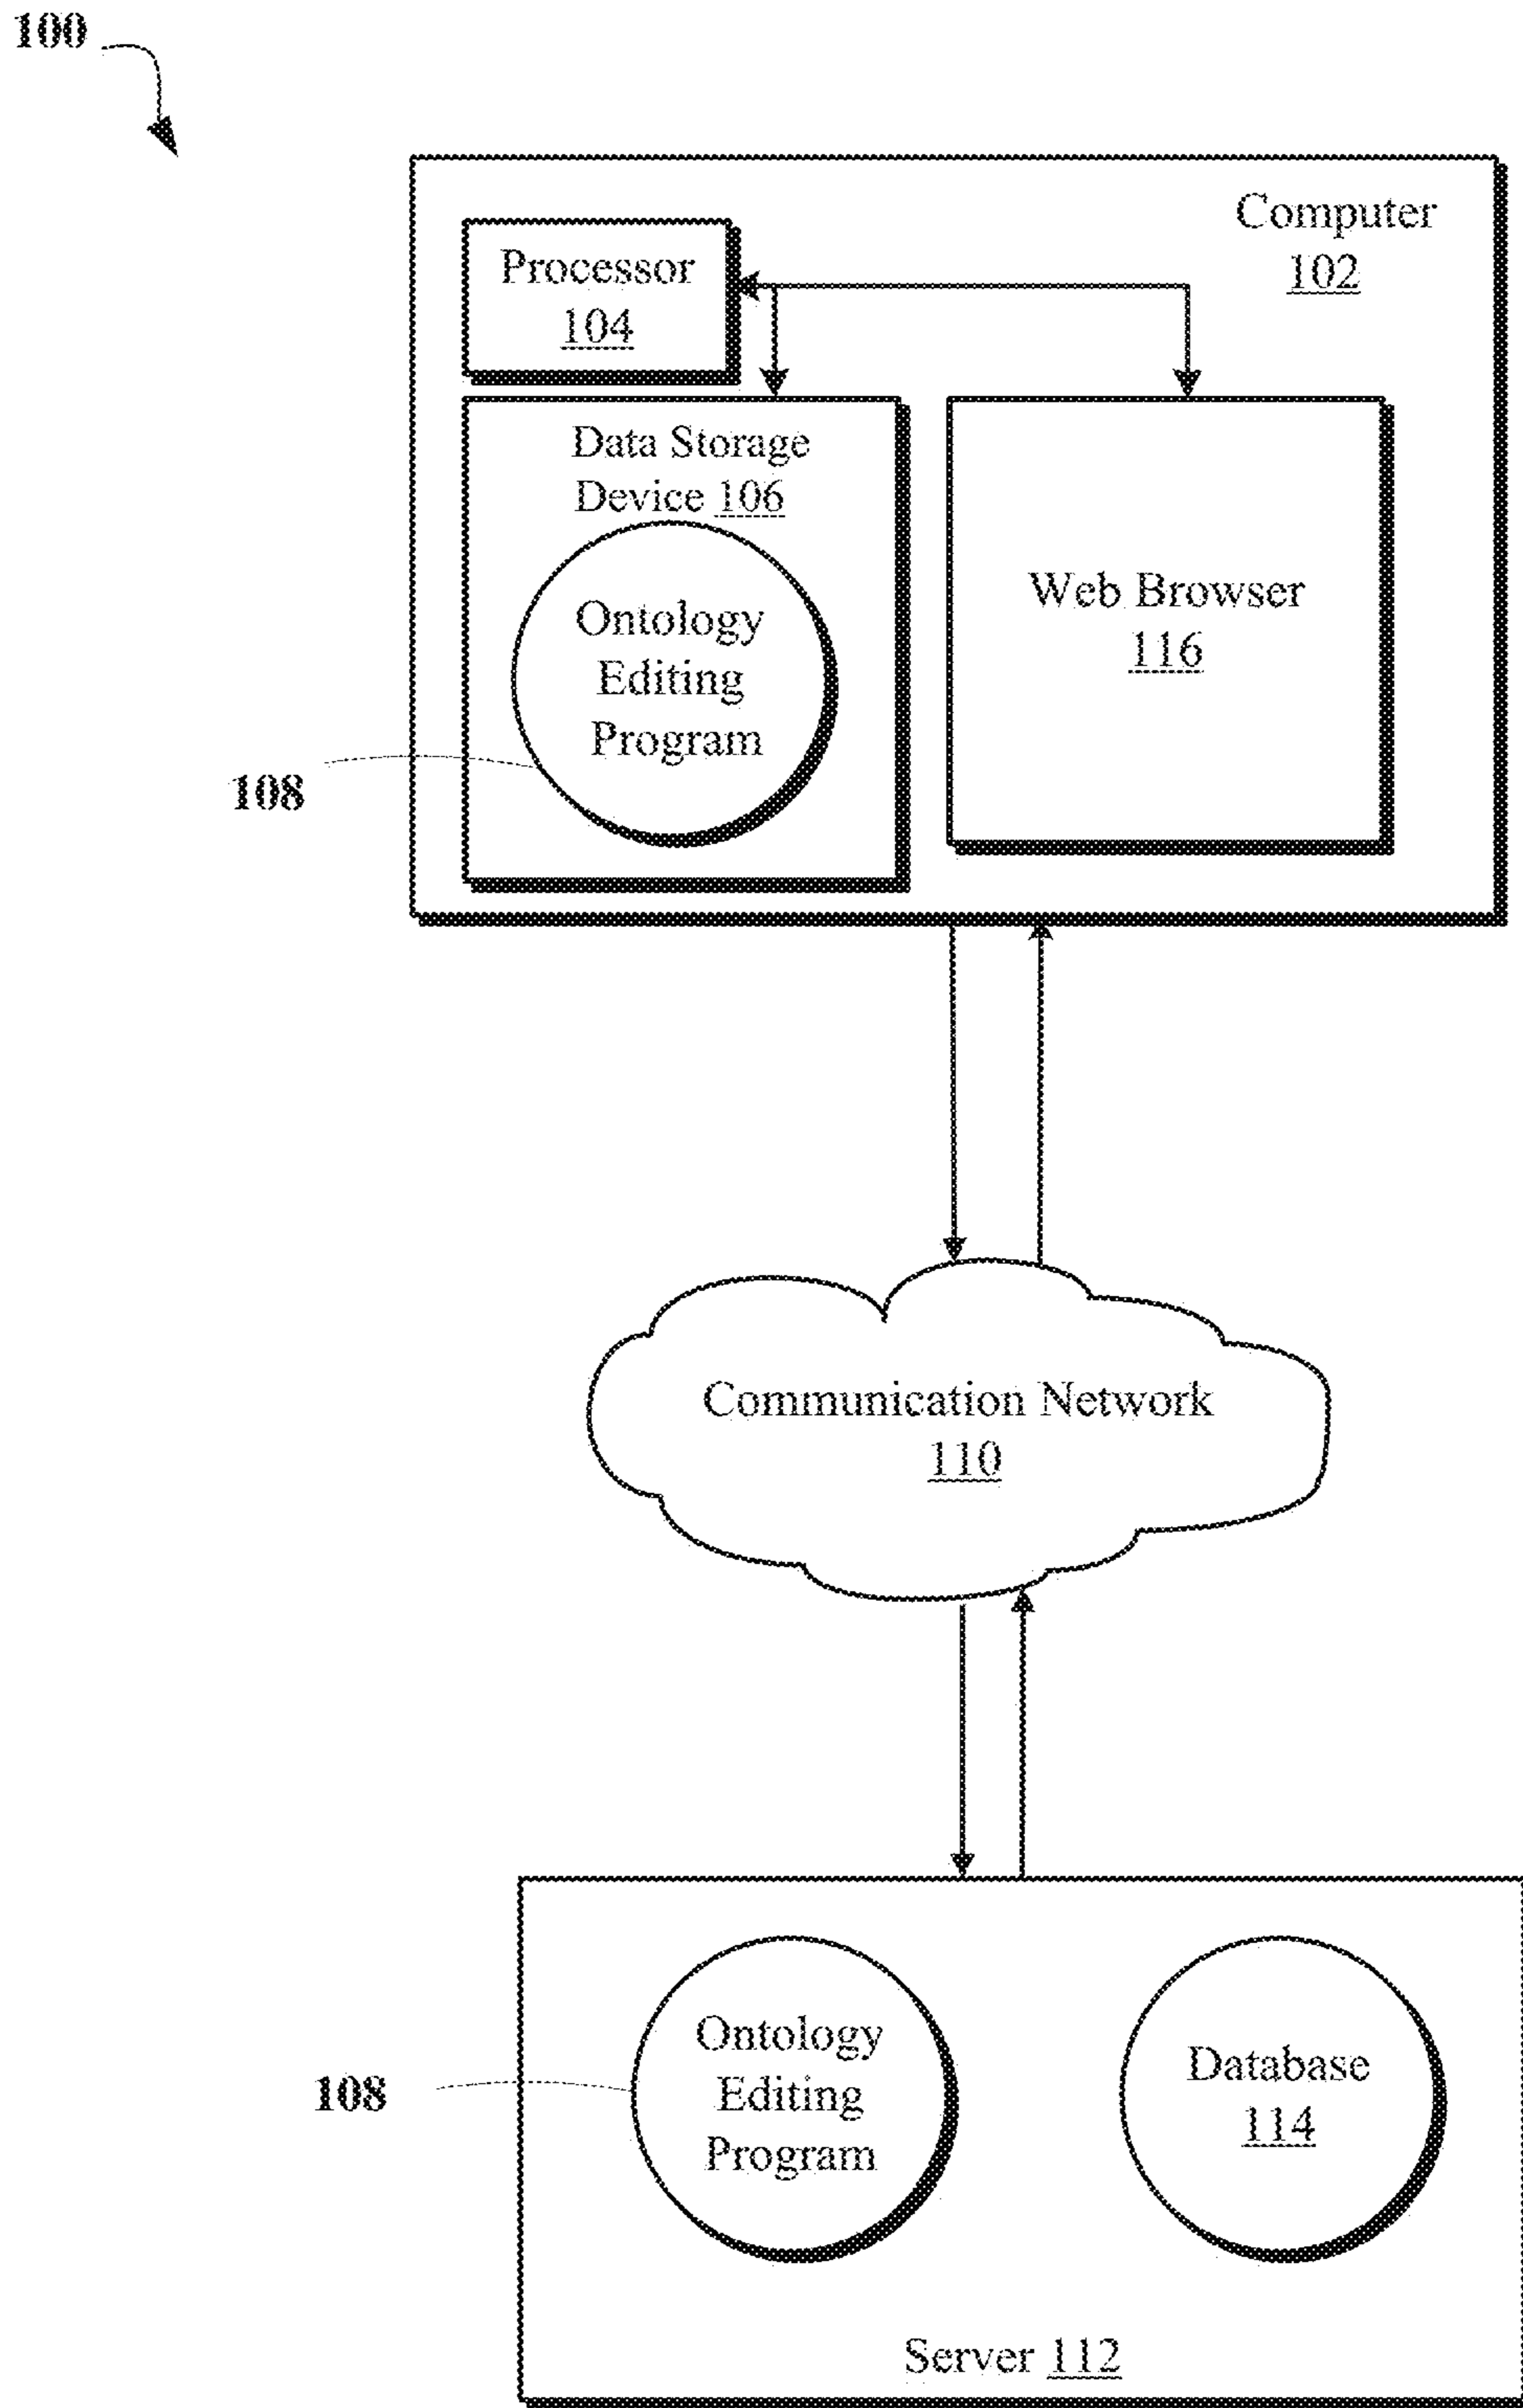 100
Computer
102
Processor
104
Data Storage
Device 106
Ontology
Editing
Program
108
Web Browser
116
Communication Network
110
Ontology
Editing
Program
108
Database
114
Server 112